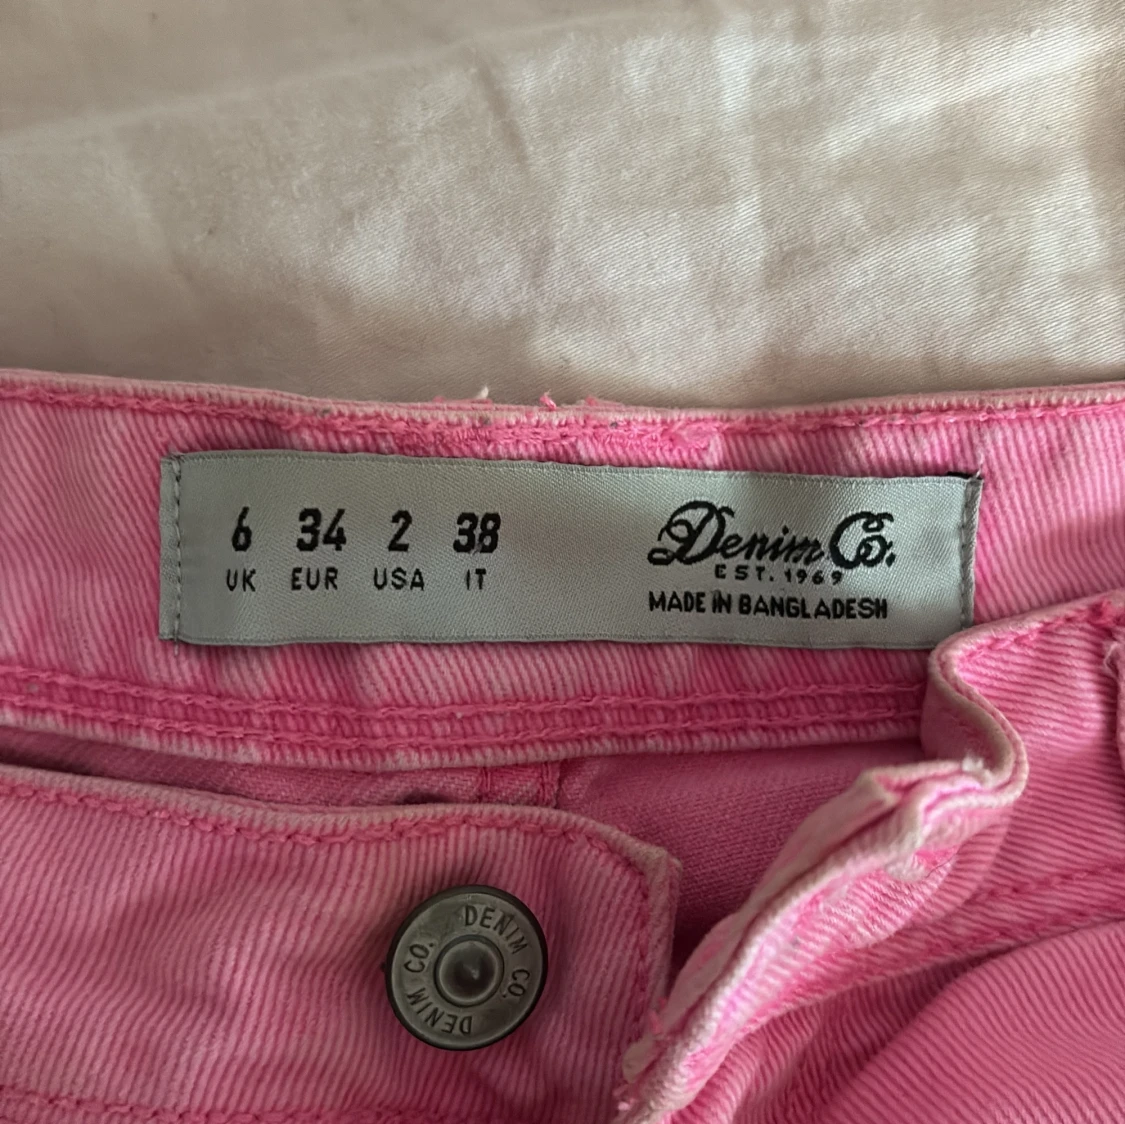 6 34 2 38
UK EUR USA IT
Denim Co.
EST. 1969
MADE IN BANGLADESH
DENIM CO.
DENIM CO.